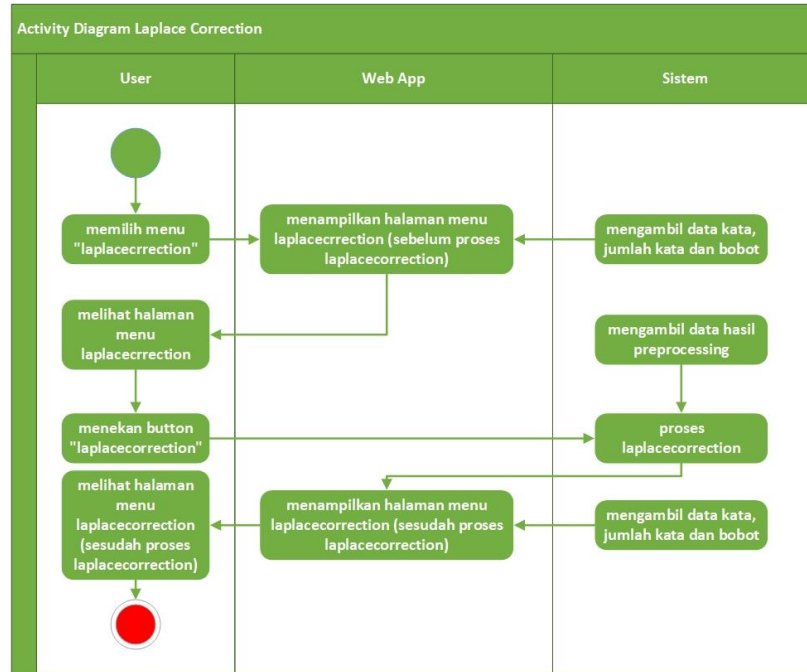 Activity Diagram Laplace Correction
User
Web App
Sistem
memilih menu
"laplacecrrection"
menampilkan halaman menu
laplacecrrection (sebelum proses
laplacecorrection)
mengambil data kata,
jumlah kata dan bobot
melihat halaman
menu
laplacecrrection
mengambil data hasil
preprocessing
menekan button
"laplacecorrection"
proses
laplacecorrection
melihat halaman
menu
laplacecorrection
(sesudah proses
laplacecorrection)
menampilkan halaman menu
laplacecorrection (sesudah proses
laplacecorrection)
mengambil data kata,
jumlah kata dan bobot